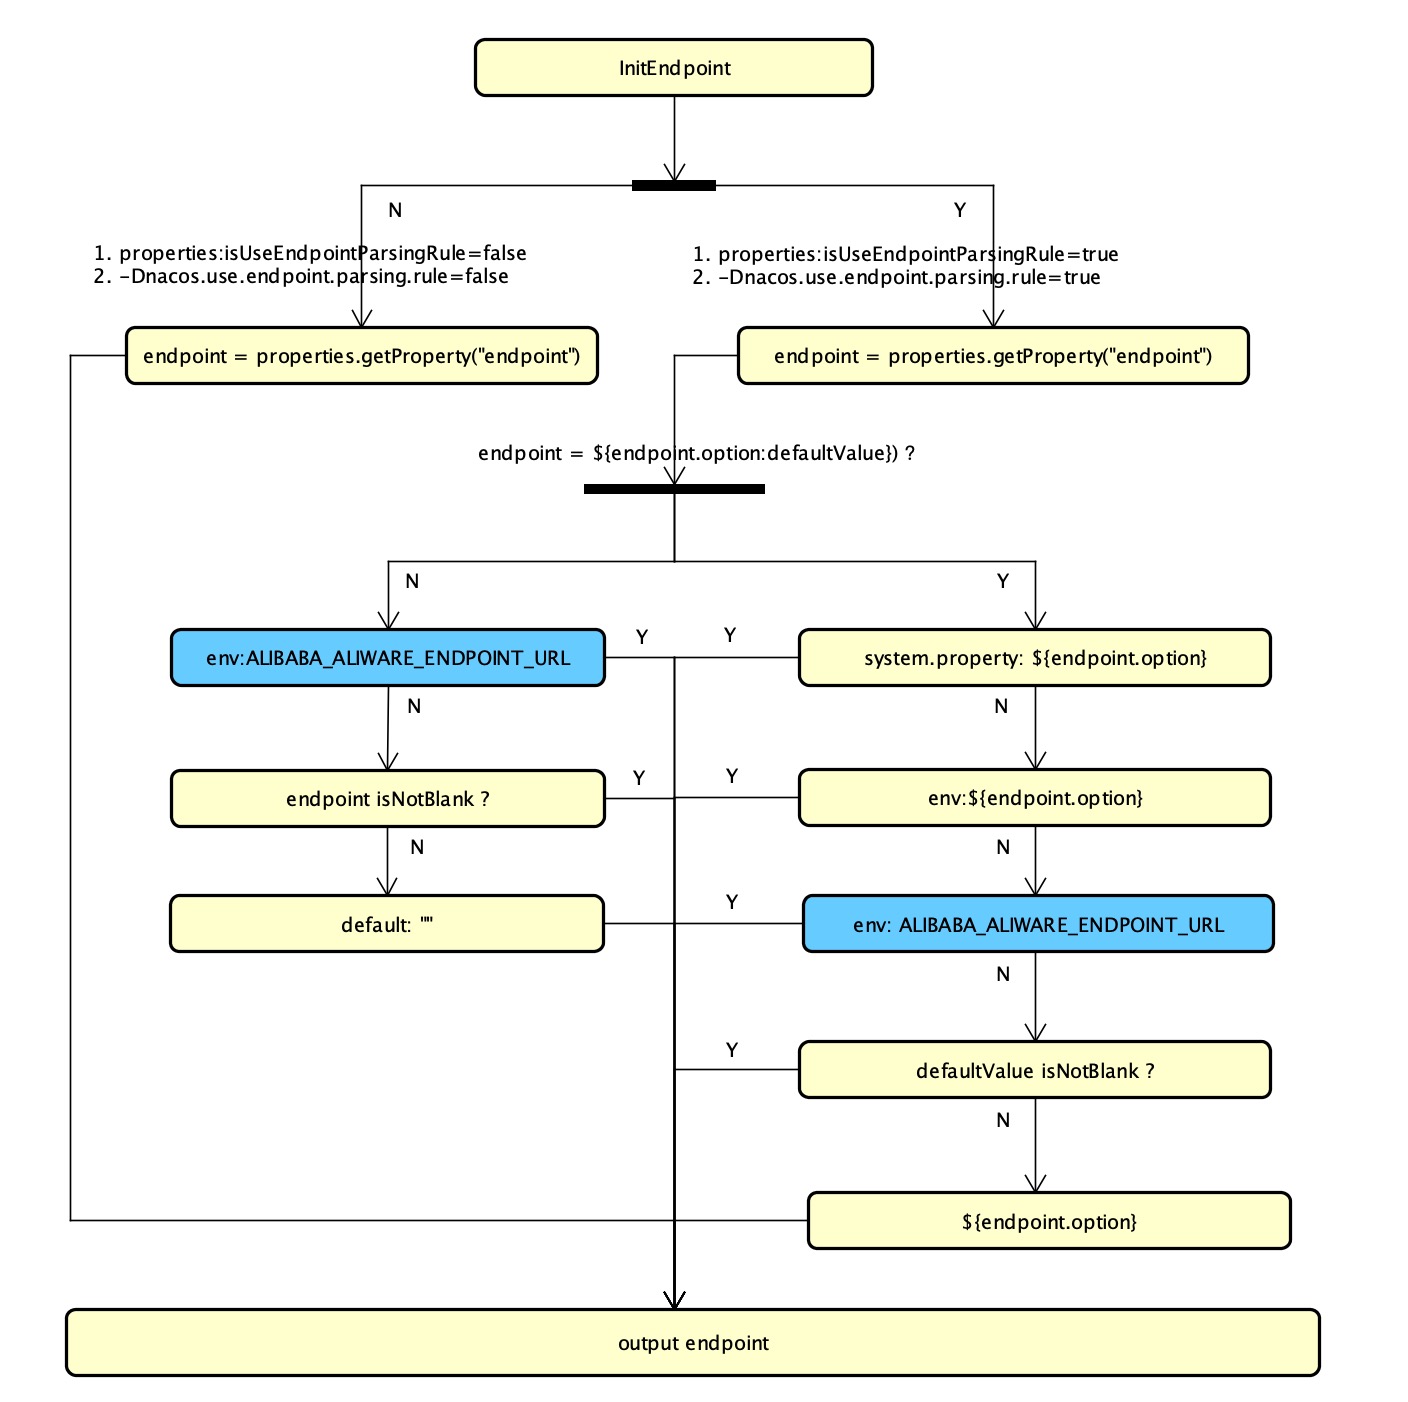 InitEndpoint
N
Y
1. properties:isUseEndpointParsingRule=false
2. -Dnacos.use.endpoint.parsing.rule=false
1. properties:isUseEndpointParsingRule=true
2. -Dnacos.use.endpoint.parsing.rule=true
endpoint = properties.getProperty("endpoint")
endpoint = properties.getProperty("endpoint")
endpoint = ${endpoint.option:defaultValue}) ?
N
Y
env:ALIBABA_ALIWARE_ENDPOINT_URL
Y
Y
system.property: ${endpoint.option}
N
N
endpoint isNotBlank ?
Y
Y
env:${endpoint.option}
N
N
default: ""
Y
env: ALIBABA_ALIWARE_ENDPOINT_URL
N
Y
defaultValue isNotBlank ?
N
${endpoint.option}
output endpoint